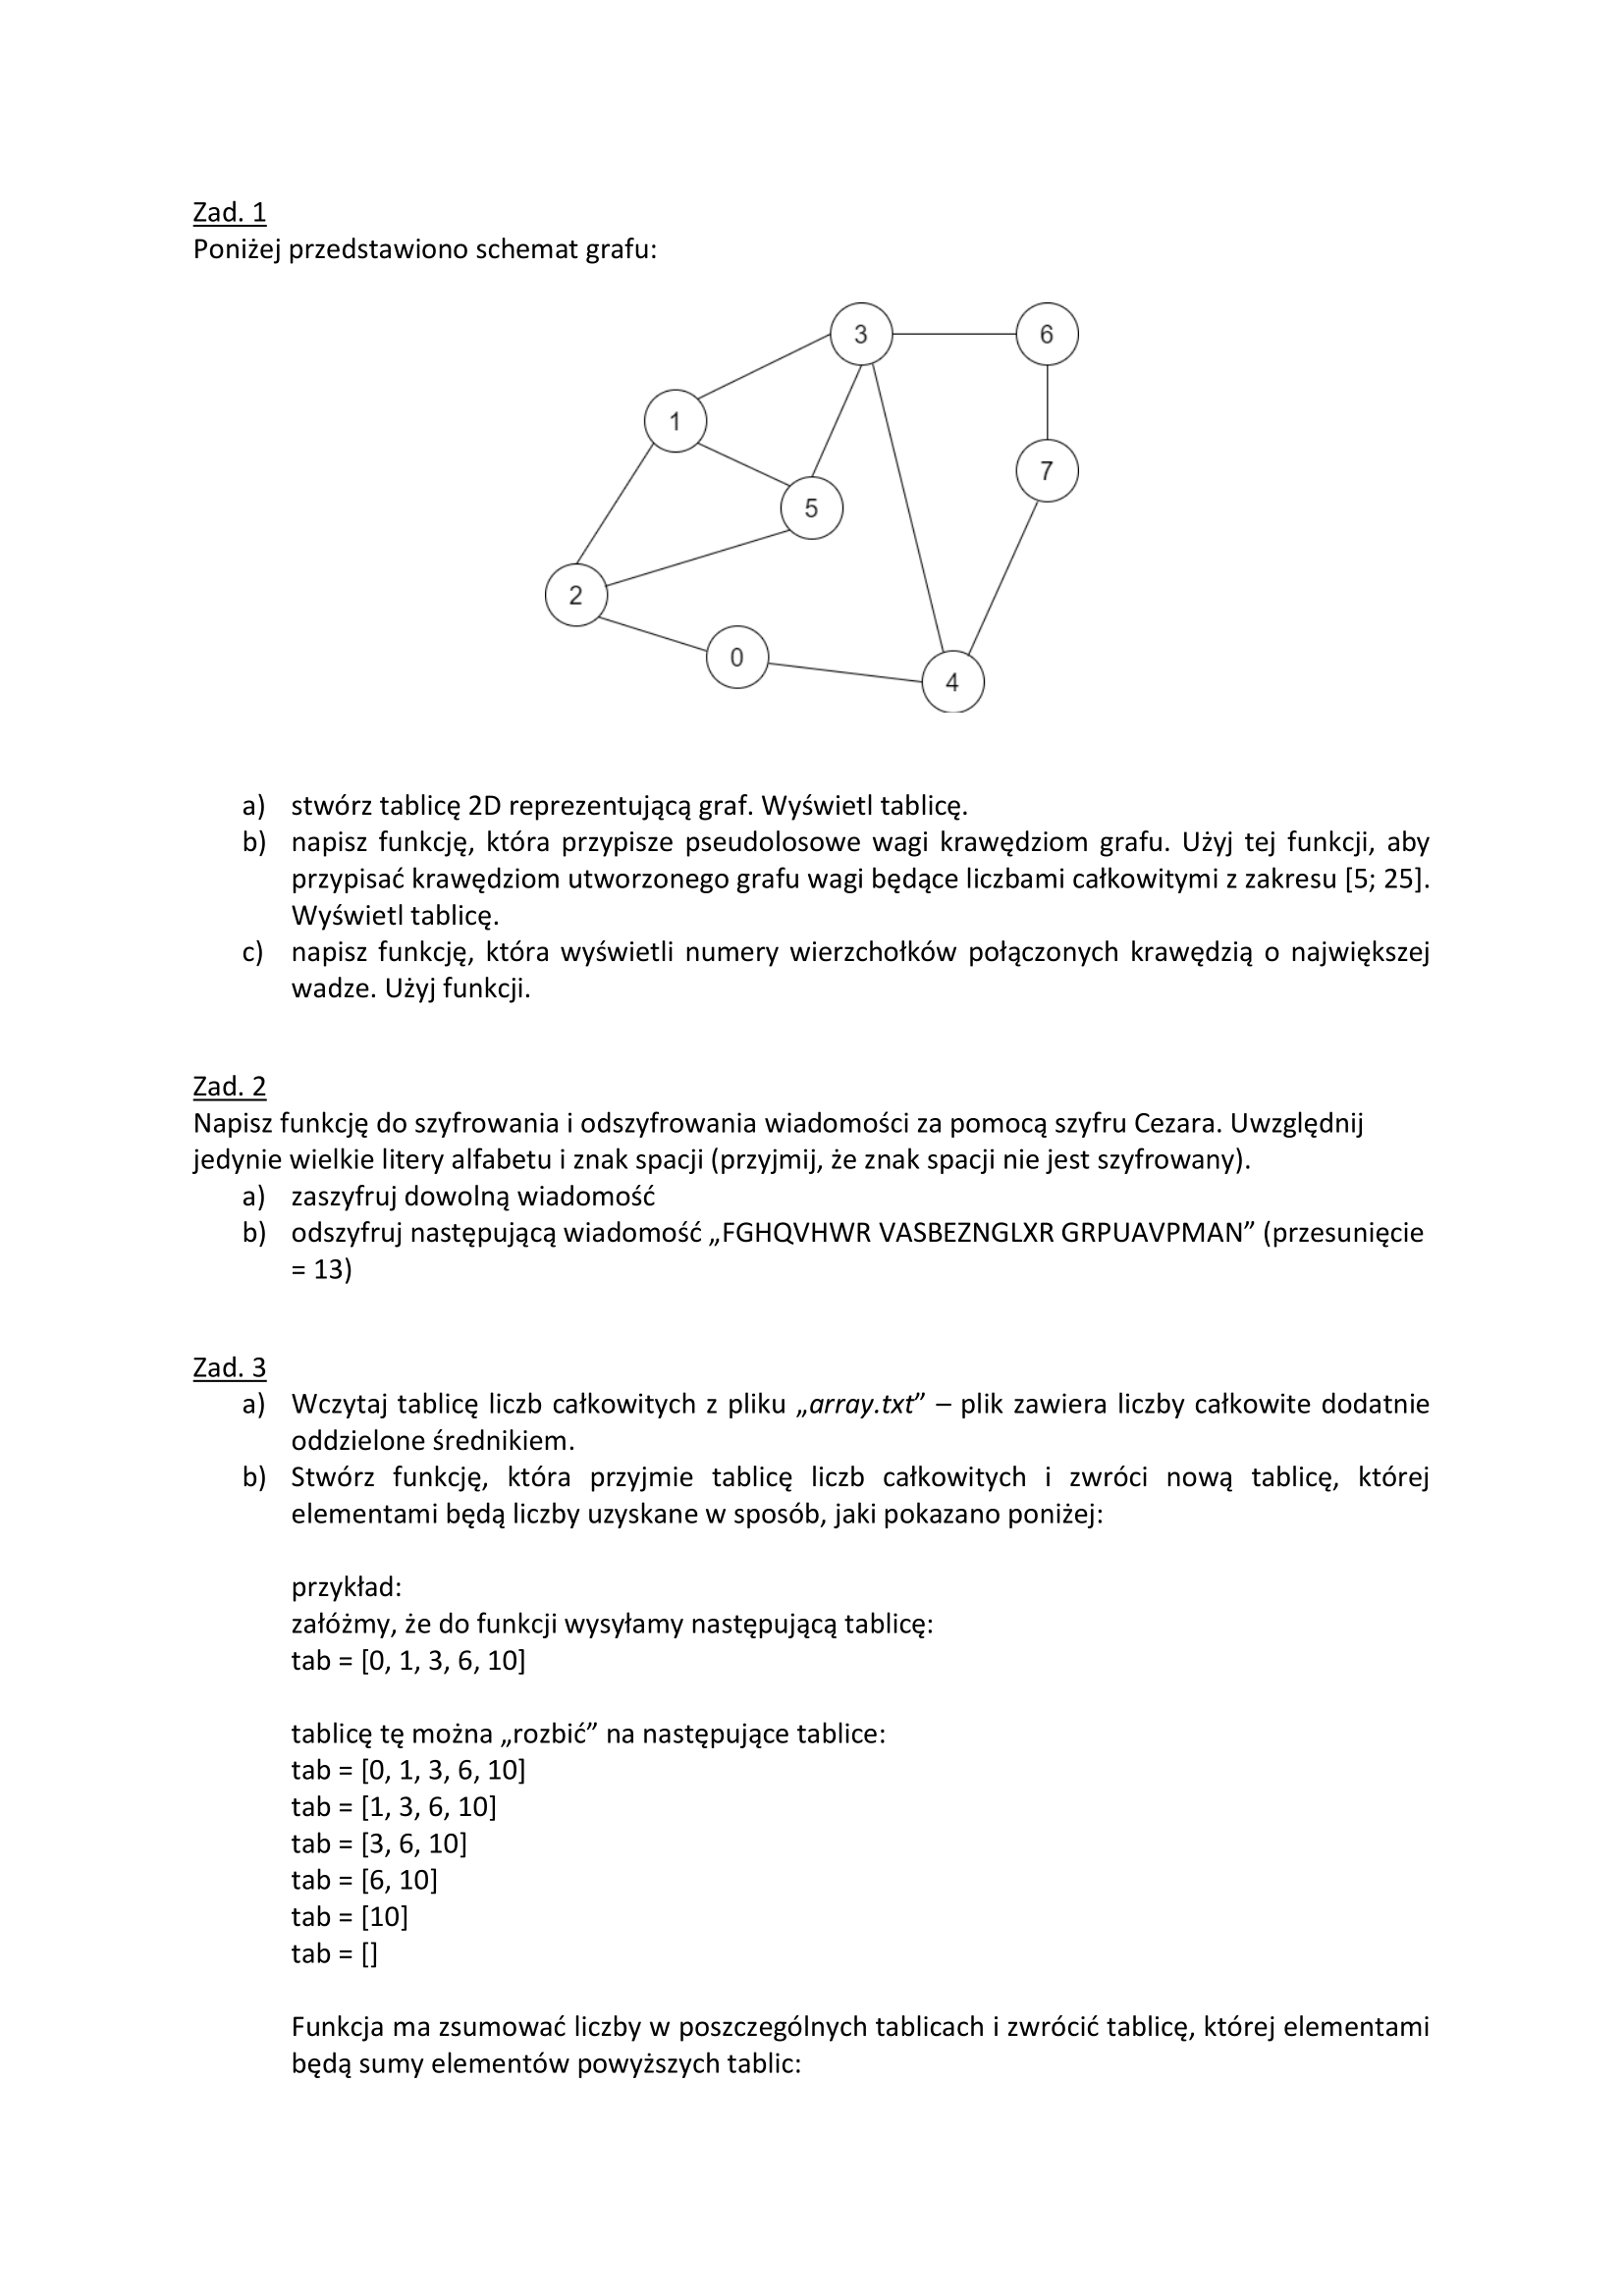 Zad. 1
Poniżej przedstawiono schemat grafu:
3
6
1
7
5
2
0
4
a) stwórz tablicę 2D reprezentującą graf. Wyświetl tablicę.
b) napisz funkcję, która przypisze pseudolosowe wagi krawędziom grafu. Użyj tej funkcji, aby
przypisać krawędziom utworzonego grafu wagi będące liczbami całkowitymi z zakresu [5; 25].
Wyświetl tablicę.
c) napisz funkcję, która wyświetli numery wierzchołków połączonych krawędzią o największej
wadze. Użyj funkcji.
Zad. 2
Napisz funkcję do szyfrowania i odszyfrowania wiadomości za pomocą szyfru Cezara. Uwzględnij
jedynie wielkie litery alfabetu i znak spacji (przyjmij, że znak spacji nie jest szyfrowany).
a) zaszyfruj dowolną wiadomość
b) odszyfruj następującą wiadomość „FGHQVHWR VASBEZNGLXR GRPUAVPMAN” (przesunięcie
= 13)
Zad. 3
a) Wczytaj tablicę liczb całkowitych z pliku „array.txt” – plik zawiera liczby całkowite dodatnie
oddzielone średnikiem.
b) Stwórz funkcję, która przyjmie tablicę liczb całkowitych i zwróci nową tablicę, której
elementami będą liczby uzyskane w sposób, jaki pokazano poniżej:
przykład:
załóżmy, że do funkcji wysyłamy następującą tablicę:
tab = [0, 1, 3, 6, 10]
tablicę tę można „rozbić” na następujące tablice:
tab = [0, 1, 3, 6, 10]
tab = [1, 3, 6, 10]
tab = [3, 6, 10]
tab = [6, 10]
tab = [10]
tab = []
Funkcja ma zsumować liczby w poszczególnych tablicach i zwrócić tablicę, której elementami
będą sumy elementów powyższych tablic: